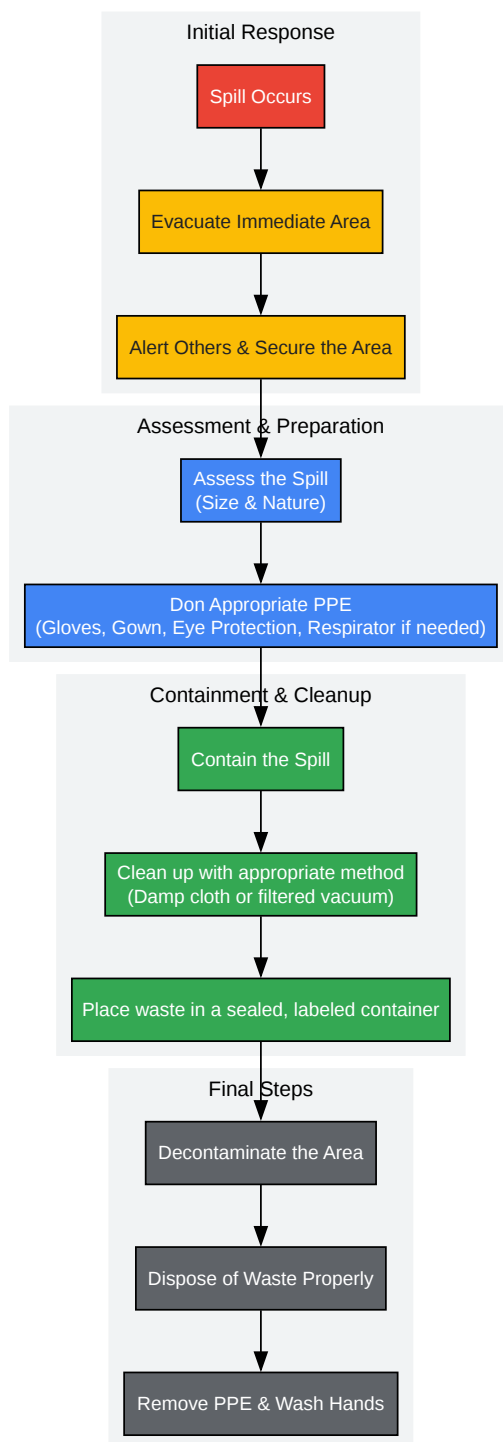 Initial Response
Spill Occurs
Evacuate Immediate Area
Alert Others & Secure the Area
Assessment & Preparation
Assess the Spill
(Size & Nature)
Don Appropriate PPE
(Gloves, Gown, Eye Protection, Respirator if needed)
Containment & Cleanup
Contain the Spill
Clean up with appropriate method
(Damp cloth or filtered vacuum)
Place waste in a sealed, labeled container
Final Steps
Decontaminate the Area
Dispose of Waste Properly
Remove PPE & Wash Hands